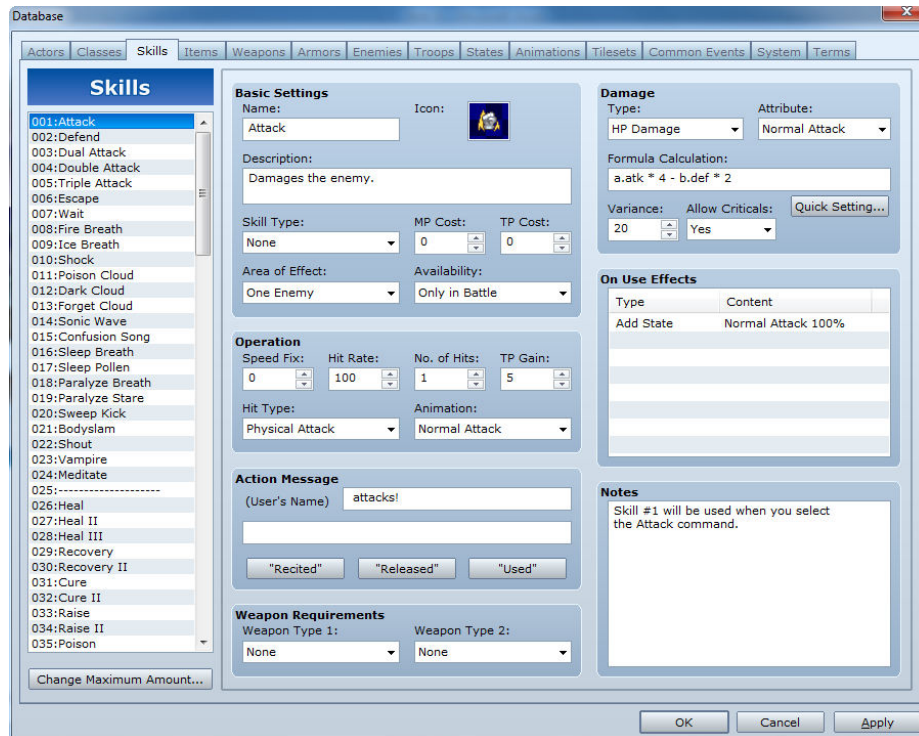 Database
Actors Classes Skills Items Weapons Armors Enemies Troops States Animations Tilesets Common Events System Terms
Skills
001:Attack
002:Defend
003:Dual Attack
004:Double Attack
005:Triple Attack
006:Escape
007:Wait
008:Fire Breath
009:Ice Breath
010:Shock
011:Poison Cloud
012:Dark Cloud
013:Forget Cloud
014:Sonic Wave
015:Confusion Song
016:Sleep Breath
017:Sleep Pollen
018:Paralyze Breath
019:Paralyze Stare
020:Sweep Kick
021:Bodyslam
022:Shout
023:Vampire
024:Meditate
025:--------------------
026:Heal
027:Heal II
028:Heal III
029:Recovery
030:Recovery II
031:Cure
032:Cure II
033:Raise
034:Raise II
035:Poison
Change Maximum Amount...
Basic Settings
Name: Icon:
Attack
Description:
Damages the enemy.
Skill Type: MP Cost: TP Cost:
None 0 0
Area of Effect: Availability:
One Enemy Only in Battle
Operation
Speed Fix: Hit Rate: No. of Hits: TP Gain:
0 100 1 5
Hit Type: Animation:
Physical Attack Normal Attack
Action Message
(User's Name) attacks!
"Recited" "Released" "Used"
Weapon Requirements
Weapon Type 1: Weapon Type 2:
None None
Damage
Type: Attribute:
HP Damage Normal Attack
Formula Calculation:
a.atk * 4 - b.def * 2
Variance: Allow Criticals: Quick Setting...
20 Yes
On Use Effects
Type Content
Add State Normal Attack 100%
Notes
Skill #1 will be used when you select
the Attack command.
OK Cancel Apply